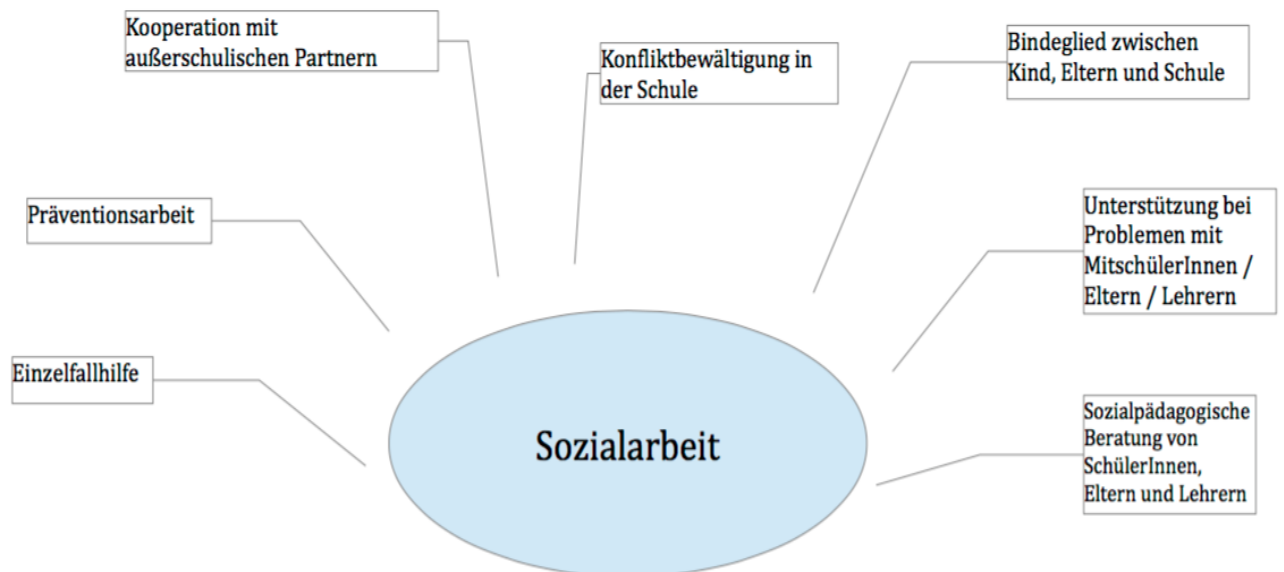 Kooperation mit
außerschulischen Partnern
Konfliktbewältigung in
der Schule
Bindeglied zwischen
Kind, Eltern und Schule
Präventionsarbeit
Unterstützung bei
Problemen mit
MitschülerInnen /
Eltern / Lehrern
Einzelfallhilfe
Sozialpädagogische
Beratung von
SchülerInnen,
Eltern und Lehrern
Sozialarbeit